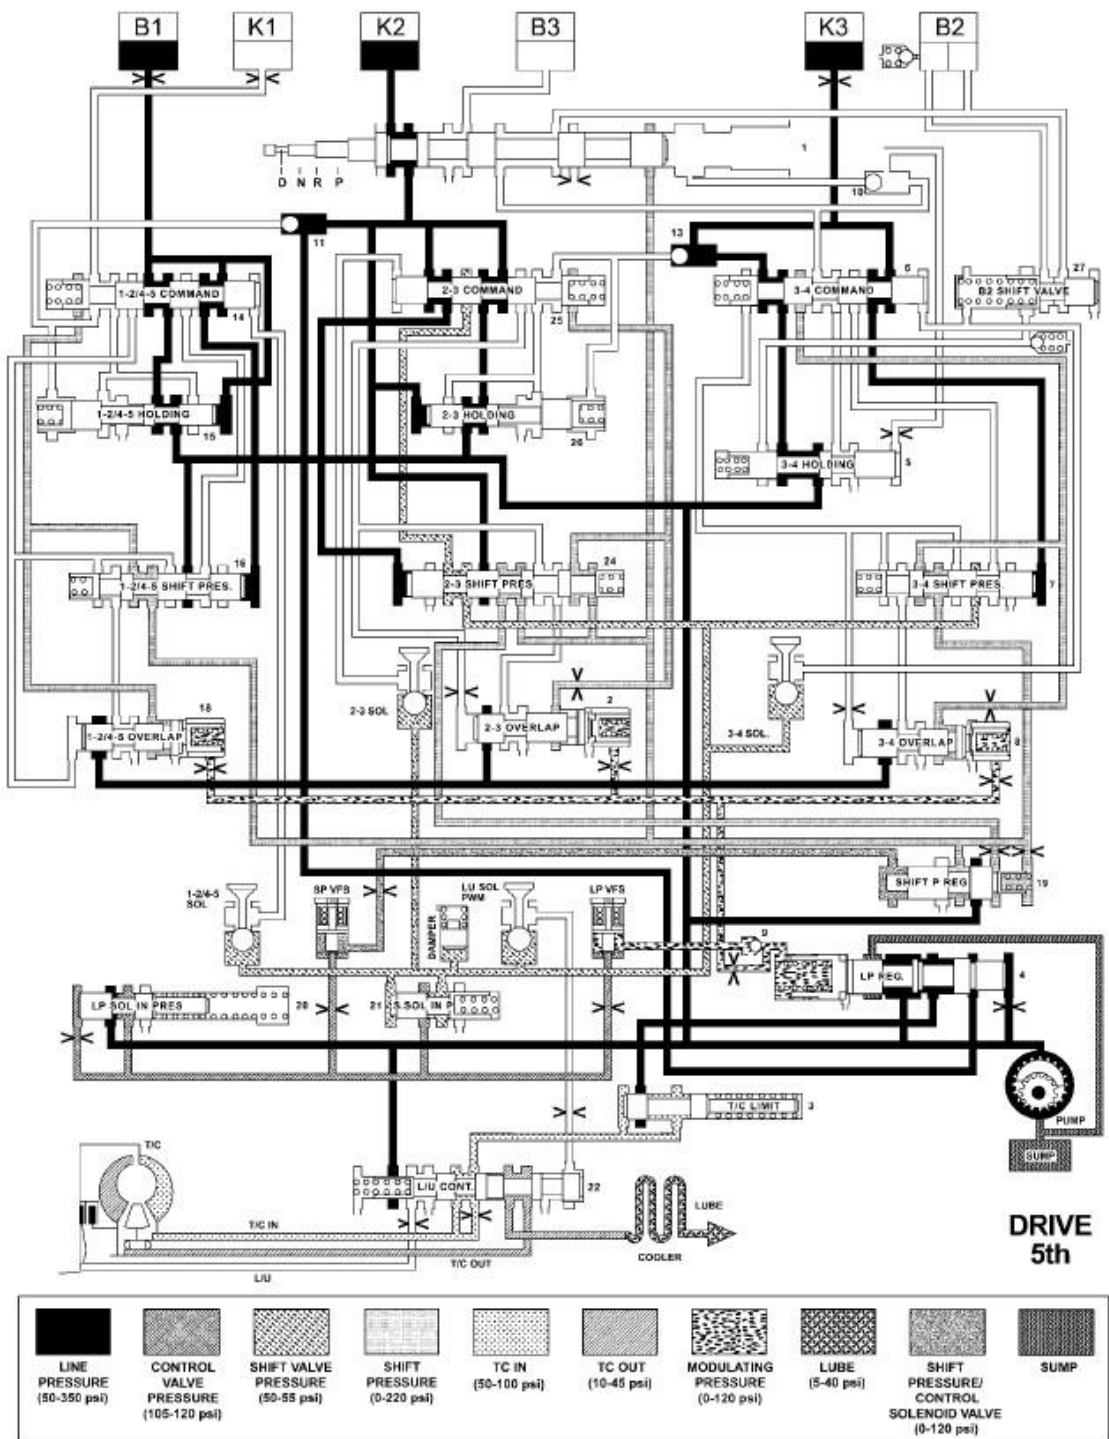 B1 K1 K2 B3 K3 B2
1
D N R P
10
11
13
6
27
1-2/4-5 COMMAND
2-3 COMMAND
3-4 COMMAND
B2 SHIFT VALVE
14
25
1-2/4-5 HOLDING
2-3 HOLDING
15
26
3-4 HOLDING
5
16
24
1-2/4-5 SHIFT PRES.
2-3 SHIFT PRES
3-4 SHIFT PRES.
7
18
2-3 SOL
2
3-4 SOL.
1-2/4-5 OVERLAP
2-3 OVERLAP
3-4 OVERLAP
8
SHIFT P REG
19
1-2/4-5
SOL
SP VFS
LU SOL
PWM
LP VFS
DAMPER
9
LP REG.
4
LP SOL IN PRES
20
21
S.SOL IN P
PUMP
SUMP
T/C LIMIT
3
T/C
L/U CONT.
22
T/C IN
T/C OUT
L/U
COOLER
LUBE
DRIVE
5th
LINE
PRESSURE
(50-350 psi)
CONTROL
VALVE
PRESSURE
(105-120 psi)
SHIFT VALVE
PRESSURE
(50-55 psi)
SHIFT
PRESSURE
(0-220 psi)
TC IN
(50-100 psi)
TC OUT
(10-45 psi)
MODULATING
PRESSURE
(0-120 psi)
LUBE
(5-40 psi)
SHIFT
PRESSURE/
CONTROL
SOLENOID VALVE
(0-120 psi)
SUMP